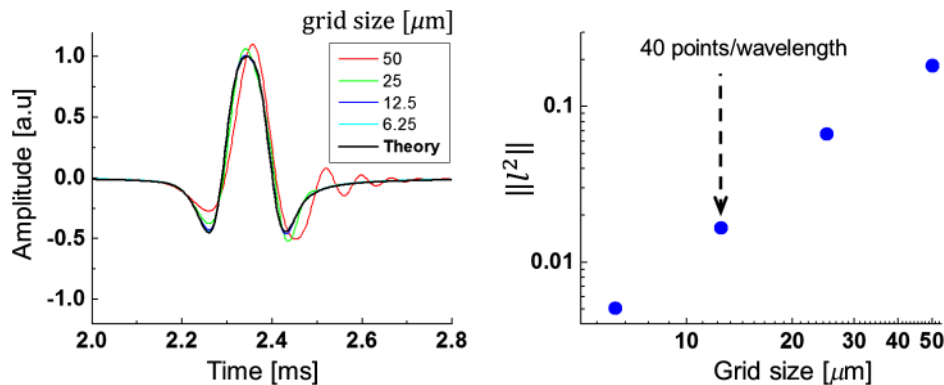 grid size [μm]
50
25
12.5
6.25
Theory
Amplitude [a.u]
1.0
0.5
0.0
-0.5
-1.0
2.0 2.2 2.4 2.6 2.8
Time [ms]
40 points/wavelength
||l²||
0.1
0.01
10 20 30 40 50
Grid size [μm]